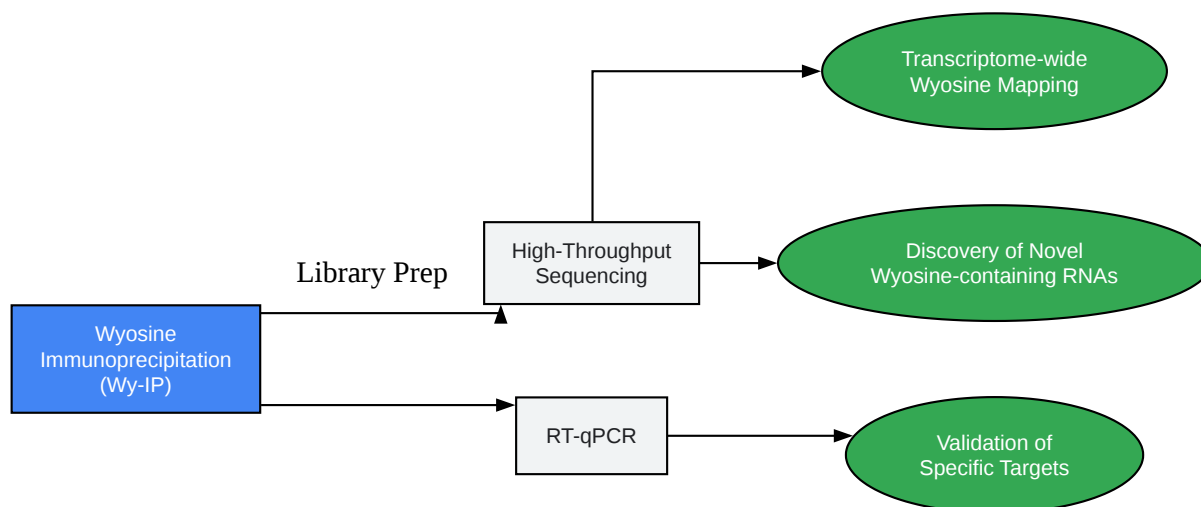 Transcriptome-wide
Wyosine Mapping
High-Throughput
Sequencing
Discovery of Novel
Wyosine-containing RNAs
Library Prep
Wyosine
Immunoprecipitation
(Wy-IP)
RT-qPCR
Validation of
Specific Targets